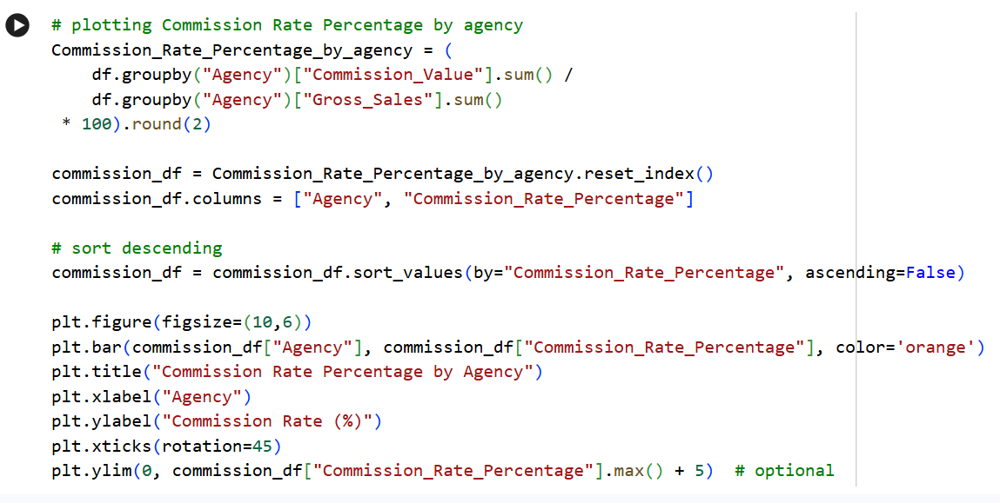 # plotting Commission Rate Percentage by agency
Commission_Rate_Percentage_by_agency = (
    df.groupby("Agency")["Commission_Value"].sum() /
    df.groupby("Agency")["Gross_Sales"].sum()
 * 100).round(2)

commission_df = Commission_Rate_Percentage_by_agency.reset_index()
commission_df.columns = ["Agency", "Commission_Rate_Percentage"]

# sort descending
commission_df = commission_df.sort_values(by="Commission_Rate_Percentage", ascending=False)

plt.figure(figsize=(10,6))
plt.bar(commission_df["Agency"], commission_df["Commission_Rate_Percentage"], color='orange')
plt.title("Commission Rate Percentage by Agency")
plt.xlabel("Agency")
plt.ylabel("Commission Rate (%)")
plt.xticks(rotation=45)
plt.ylim(0, commission_df["Commission_Rate_Percentage"].max() + 5)  # optional